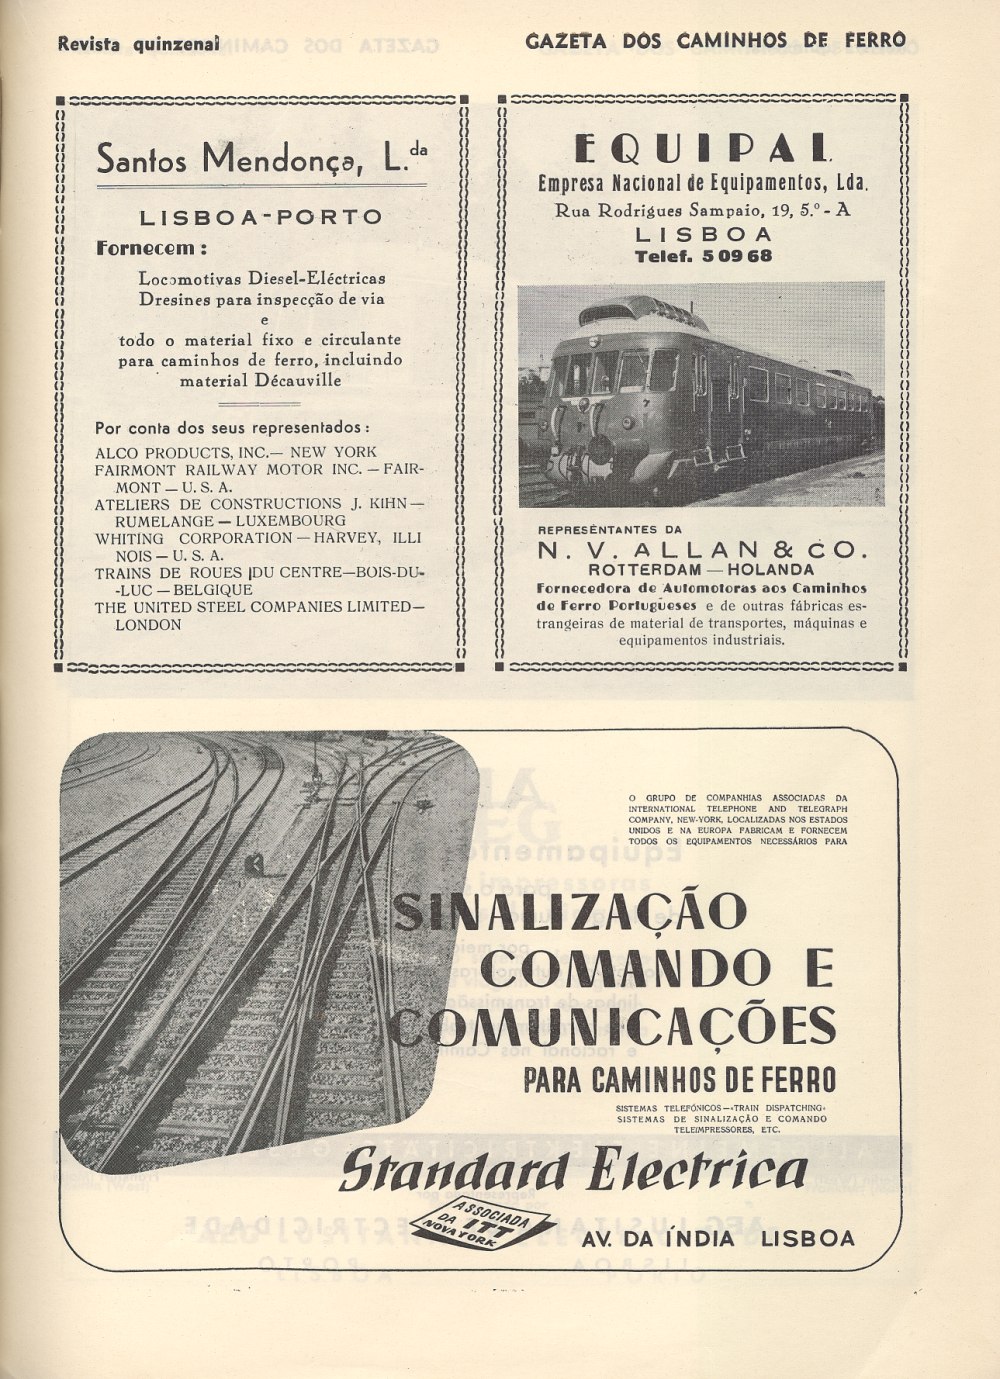 Revista quinzenal
GAZETA DOS CAMINHOS DE FERRO
Santos Mendonça, L.da
LISBOA-PORTO
Fornecem:
Locomotivas Diesel-Eléctricas
Dresines para inspecção de via
e
todo o material fixo e circulante
para caminhos de ferro, incluindo
material Décauville
Por conta dos seus representados:
ALCO PRODUCTS, INC.— NEW YORK
FAIRMONT RAILWAY MOTOR INC. — FAIR-
MONT — U. S. A.
ATELIERS DE CONSTRUCTIONS J. KIHN —
RUMELANGE — LUXEMBOURG
WHITING CORPORATION — HARVEY, ILLI
NOIS — U. S. A.
TRAINS DE ROUES DU CENTRE—BOIS-DU-
-LUC — BELGIQUE
THE UNITED STEEL COMPANIES LIMITED—
LONDON
EQUIPAL
Empresa Nacional de Equipamentos, Lda.
Rua Rodrigues Sampaio, 19, 5.º - A
LISBOA
Telef. 5 09 68
REPRESENTANTES DA
N. V. ALLAN & CO.
ROTTERDAM — HOLANDA
Fornecedora de Automotoras aos Caminhos
de Ferro Portugueses e de outras fábricas es-
trangeiras de material de transportes, máquinas e
equipamentos industriais.
O GRUPO DE COMPANHIAS ASSOCIADAS DA
INTERNATIONAL TELEPHONE AND TELEGRAPH
COMPANY, NEW-YORK, LOCALIZADAS NOS ESTADOS
UNIDOS E NA EUROPA FABRICAM E FORNECEM
TODOS OS EQUIPAMENTOS NECESSÁRIOS PARA
SINALIZAÇÃO
COMANDO E
COMUNICAÇÕES
PARA CAMINHOS DE FERRO
SISTEMAS TELEFÓNICOS—«TRAIN DISPATCHING»
SISTEMAS DE SINALIZAÇÃO E COMANDO
TELEIMPRESSORES, ETC.
Standard Electrica
ASSOCIADA
DA ITT
NOVA YORK
AV. DA ÍNDIA LISBOA